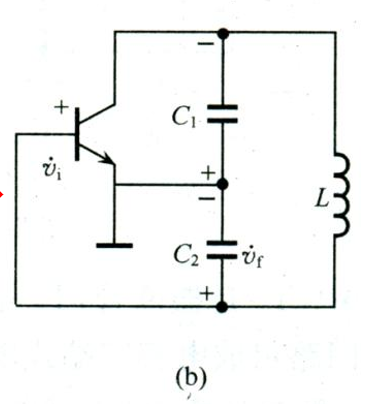 −
C₁
+
v̇ᵢ
+
−
L
C₂
v̇f
+
(b)